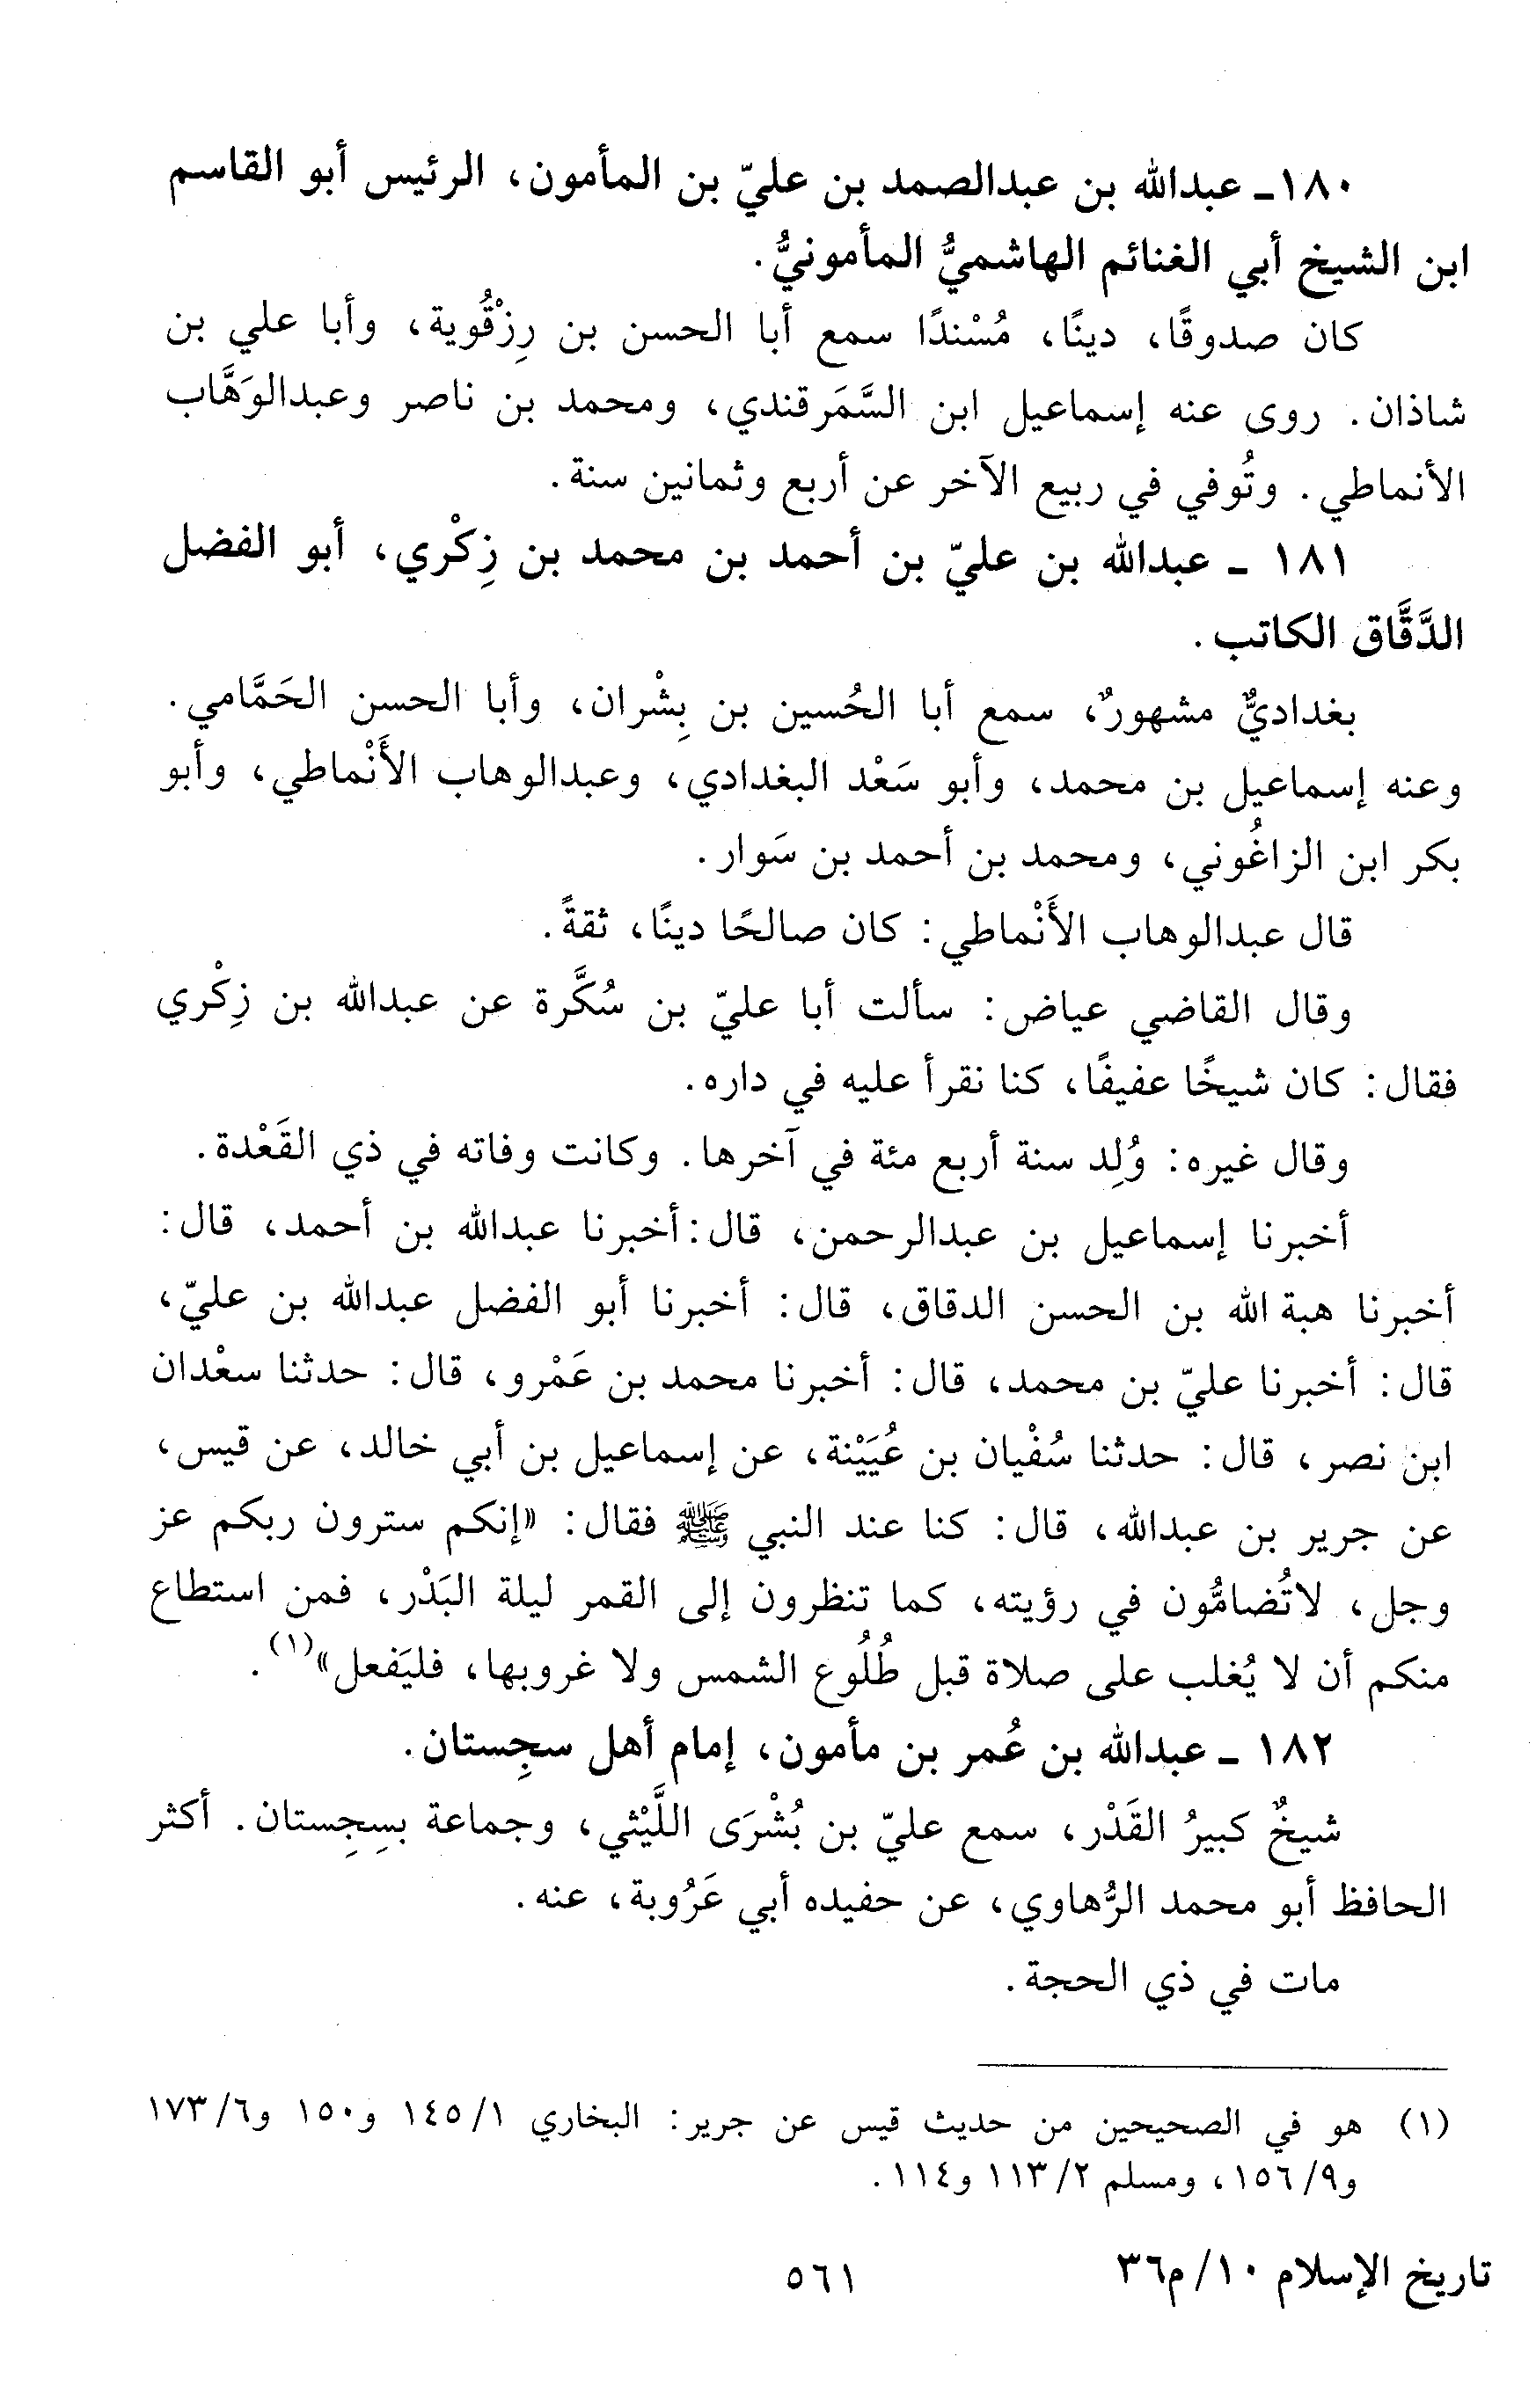 ١٨٠ـ عبدالله بن عبدالصمد بن عليّ بن المأمون، الرئيس أبو القاسم
ابن الشيخ أبي الغنائم الهاشميُّ المأمونيُّ.
كان صدوقًا، دينًا، مُسْندًا سمع أبا الحسن بن رِزْقُوية، وأبا علي بن
شاذان. روى عنه إسماعيل ابن السَّمَرقندي، ومحمد بن ناصر وعبدالوَهَّاب
الأنماطي. وتُوفي في ربيع الآخر عن أربع وثمانين سنة.
١٨١ ـ عبدالله بن عليّ بن أحمد بن محمد بن زِكْري، أبو الفضل
الدَّقَّاق الكاتب.
بغداديٌّ مشهورٌ، سمع أبا الحُسين بن بِشْران، وأبا الحسن الحَمَّامي.
وعنه إسماعيل بن محمد، وأبو سَعْد البغدادي، وعبدالوهاب الأَنْماطي، وأبو
بكر ابن الزاغُوني، ومحمد بن أحمد بن سَوار.
قال عبدالوهاب الأَنْماطي: كان صالحًا دينًا، ثقةً.
وقال القاضي عياض: سألت أبا عليّ بن سُكَّرة عن عبدالله بن زِكْري
فقال: كان شيخًا عفيفًا، كنا نقرأ عليه في داره.
وقال غيره: وُلِد سنة أربع مئة في آخرها. وكانت وفاته في ذي القَعْدة.
أخبرنا إسماعيل بن عبدالرحمن، قال:أخبرنا عبدالله بن أحمد، قال:
أخبرنا هبة الله بن الحسن الدقاق، قال: أخبرنا أبو الفضل عبدالله بن عليّ،
قال: أخبرنا عليّ بن محمد، قال: أخبرنا محمد بن عَمْرو، قال: حدثنا سعْدان
ابن نصر، قال: حدثنا سُفْيان بن عُيَيْنة، عن إسماعيل بن أبي خالد، عن قيس،
عن جرير بن عبدالله، قال: كنا عند النبي ﷺ فقال: «إنكم سترون ربكم عز
وجل، لاتُضامُّون في رؤيته، كما تنظرون إلى القمر ليلة البَدْر، فمن استطاع
منكم أن لا يُغلب على صلاة قبل طُلُوع الشمس ولا غروبها، فليَفعل»(١).
١٨٢ ـ عبدالله بن عُمر بن مأمون، إمام أهل سجِستان.
شيخٌ كبيرُ القَدْر، سمع عليّ بن بُشْرَى اللَّيْثي، وجماعة بسِجِستان. أكثر
الحافظ أبو محمد الرُّهاوي، عن حفيده أبي عَرُوبة، عنه.
مات في ذي الحجة.
(١) هو في الصحيحين من حديث قيس عن جرير: البخاري ١/ ١٤٥ و١٥٠ و٦/ ١٧٣
و٩/ ١٥٦، ومسلم ٢/ ١١٣ و١١٤.
تاريخ الإسلام ١٠/ م٣٦
٥٦١